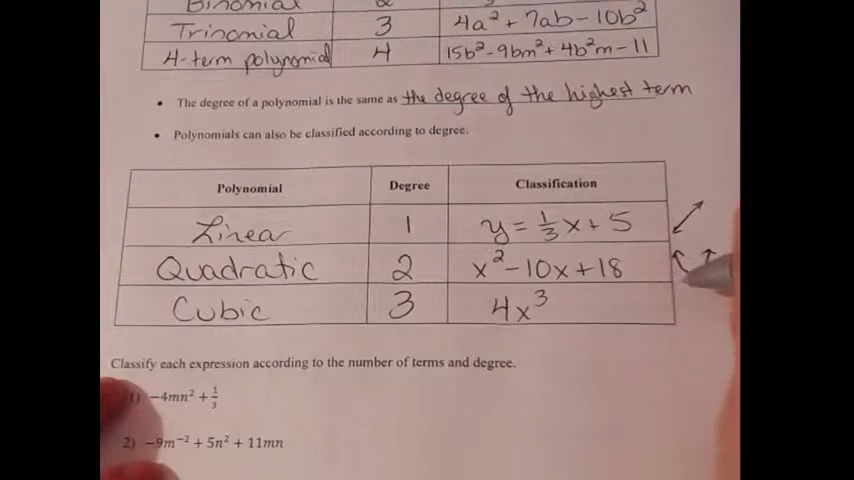 Binomial 2
Trinomial 3 4a² + 7ab - 10b²
4-term polynomial 4 15b² - 9bm² + 4b²m - 11
• The degree of a polynomial is the same as the degree of the highest term
• Polynomials can also be classified according to degree.
Polynomial Degree Classification
Linear 1 y = 1/3 x + 5
Quadratic 2 x² - 10x + 18
Cubic 3 4x³
Classify each expression according to the number of terms and degree.
1) −4mn² + 1/3
2) −9m⁻² + 5n² + 11mn